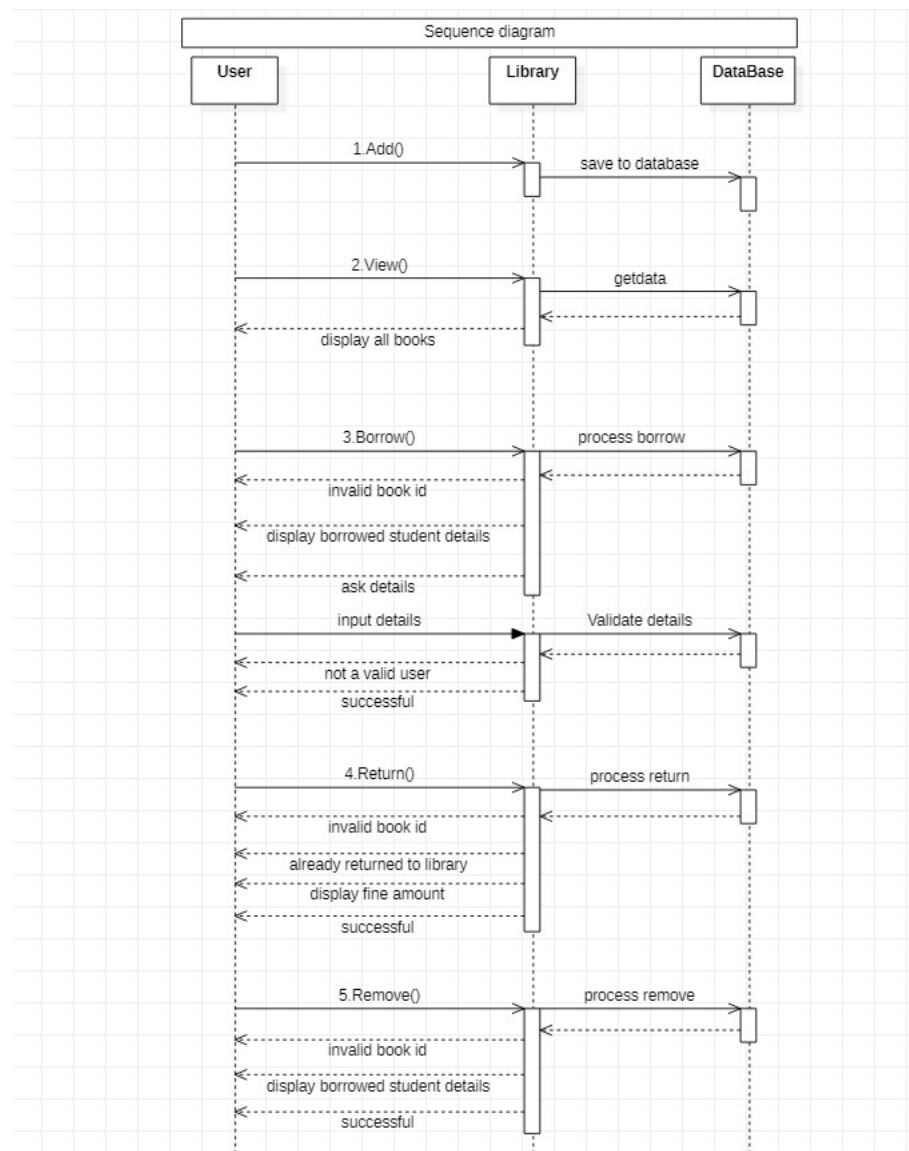 Sequence diagram
User
Library
DataBase
1.Add()
save to database
2.View()
getdata
display all books
3.Borrow()
process borrow
invalid book id
display borrowed student details
ask details
input details
Validate details
not a valid user
successful
4.Return()
process return
invalid book id
already returned to library
display fine amount
successful
5.Remove()
process remove
invalid book id
display borrowed student details
successful